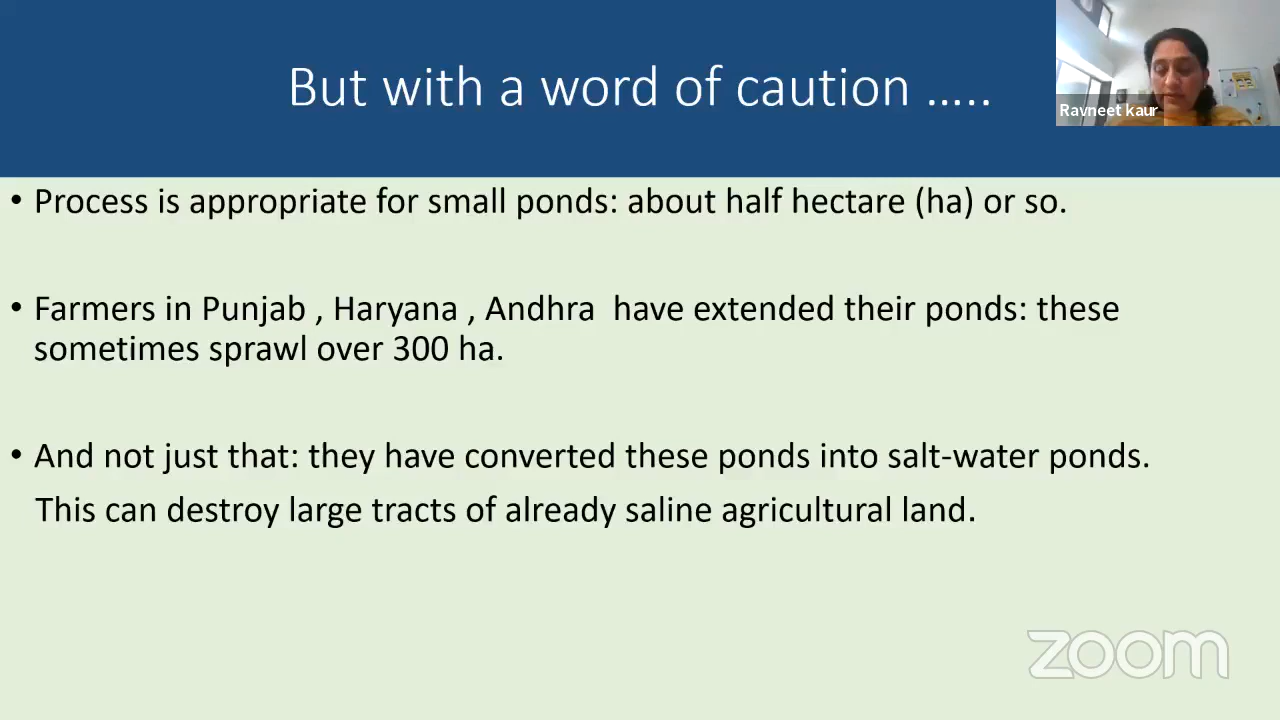 But with a word of caution …..
Ravneet kaur
• Process is appropriate for small ponds: about half hectare (ha) or so.
• Farmers in Punjab , Haryana , Andhra  have extended their ponds: these
sometimes sprawl over 300 ha.
• And not just that: they have converted these ponds into salt-water ponds.
This can destroy large tracts of already saline agricultural land.
zoom